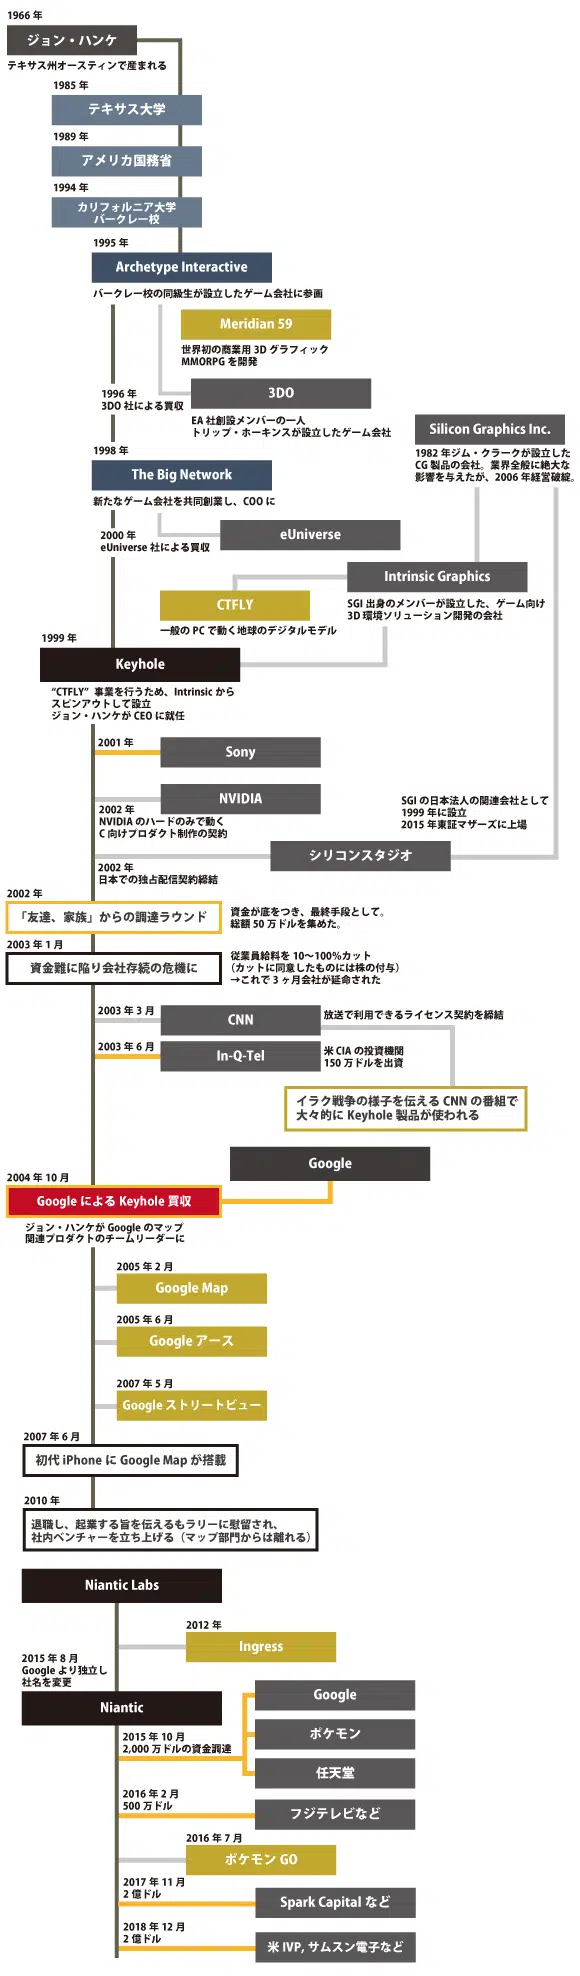 1966 年
ジョン・ハンケ
テキサス州オースティンで産まれる
1985 年
テキサス大学
1989 年
アメリカ国務省
1994 年
カリフォルニア大学
バークレー校
1995 年
Archetype Interactive
バークレー校の同級生が設立したゲーム会社に参画
Meridian 59
世界初の商業用 3D グラフィック
MMORPG を開発
1996 年
3DO 社による買収
3DO
EA 社創設メンバーの一人
トリップ・ホーキンスが設立したゲーム会社
Silicon Graphics Inc.
1982 年ジム・クラークが設立した
CG 製品の会社。業界全般に絶大な
影響を与えたが、2006 年経営破綻。
1998 年
The Big Network
新たなゲーム会社を共同創業し、COO に
2000 年
eUniverse 社による買収
eUniverse
Intrinsic Graphics
SGI 出身のメンバーが設立した、ゲーム向け
3D 環境ソリューション開発の会社
CTFLY
一般の PC で動く地球のデジタルモデル
1999 年
Keyhole
“CTFLY” 事業を行うため、Intrinsic から
スピンアウトして設立
ジョン・ハンケが CEO に就任
2001 年
Sony
NVIDIA
2002 年
NVIDIA のハードのみで動く
C 向けプロダクト制作の契約
SGI の日本法人の関連会社として
1999 年に設立
2015 年東証マザーズに上場
シリコンスタジオ
2002 年
日本での独占配信契約締結
2002 年
「友達、家族」からの調達ラウンド
資金が底をつき、最終手段として。
総額 50 万ドルを集めた。
2003 年 1 月
資金難に陥り会社存続の危機に
従業員給料を 10〜100%カット
（カットに同意したものには株の付与）
→これで 3 ヶ月会社が延命された
2003 年 3 月
CNN
放送で利用できるライセンス契約を締結
2003 年 6 月
In-Q-Tel
米 CIA の投資機関
150 万ドルを出資
イラク戦争の様子を伝える CNN の番組で
大々的に Keyhole 製品が使われる
Google
2004 年 10 月
Google による Keyhole 買収
ジョン・ハンケが Google のマップ
関連プロダクトのチームリーダーに
2005 年 2 月
Google Map
2005 年 6 月
Google アース
2007 年 5 月
Google ストリートビュー
2007 年 6 月
初代 iPhone に Google Map が搭載
2010 年
退職し、起業する旨を伝えるもラリーに慰留され、
社内ベンチャーを立ち上げる（マップ部門からは離れる）
Niantic Labs
2012 年
Ingress
2015 年 8 月
Google より独立し
社名を変更
Niantic
Google
2015 年 10 月
2,000 万ドルの資金調達
ポケモン
任天堂
2016 年 2 月
500 万ドル
フジテレビなど
2016 年 7 月
ポケモン GO
2017 年 11 月
2 億ドル
Spark Capital など
2018 年 12 月
2 億ドル
米 IVP, サムスン電子など